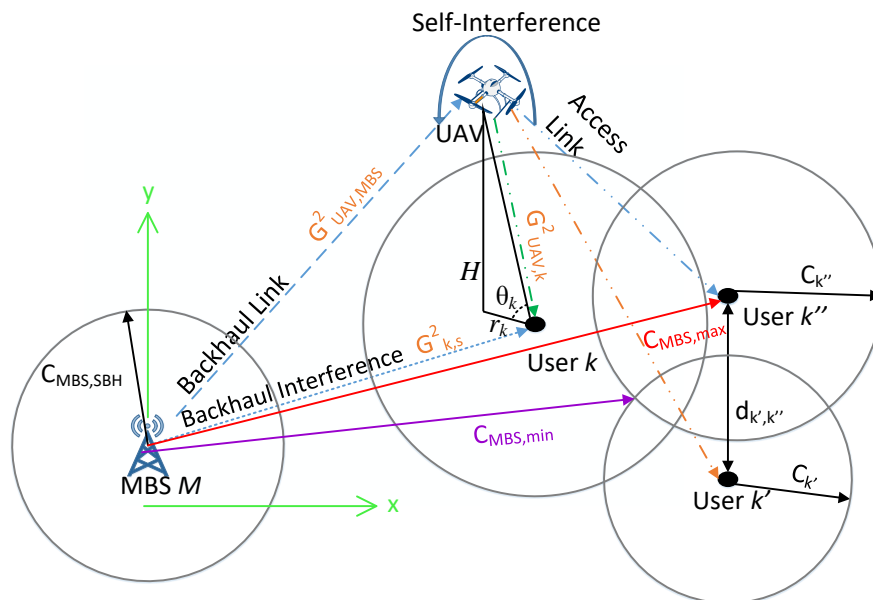 Self-Interference
UAV
Access
Link
y
G²UAV,MBS
G²UAV,k
H
θk
rk
Ck''
User k''
CMBS,max
User k
G²k,s
Backhaul Link
Backhaul Interference
CMBS,SBH
CMBS,min
dk',k''
MBS M
x
User k'
Ck'